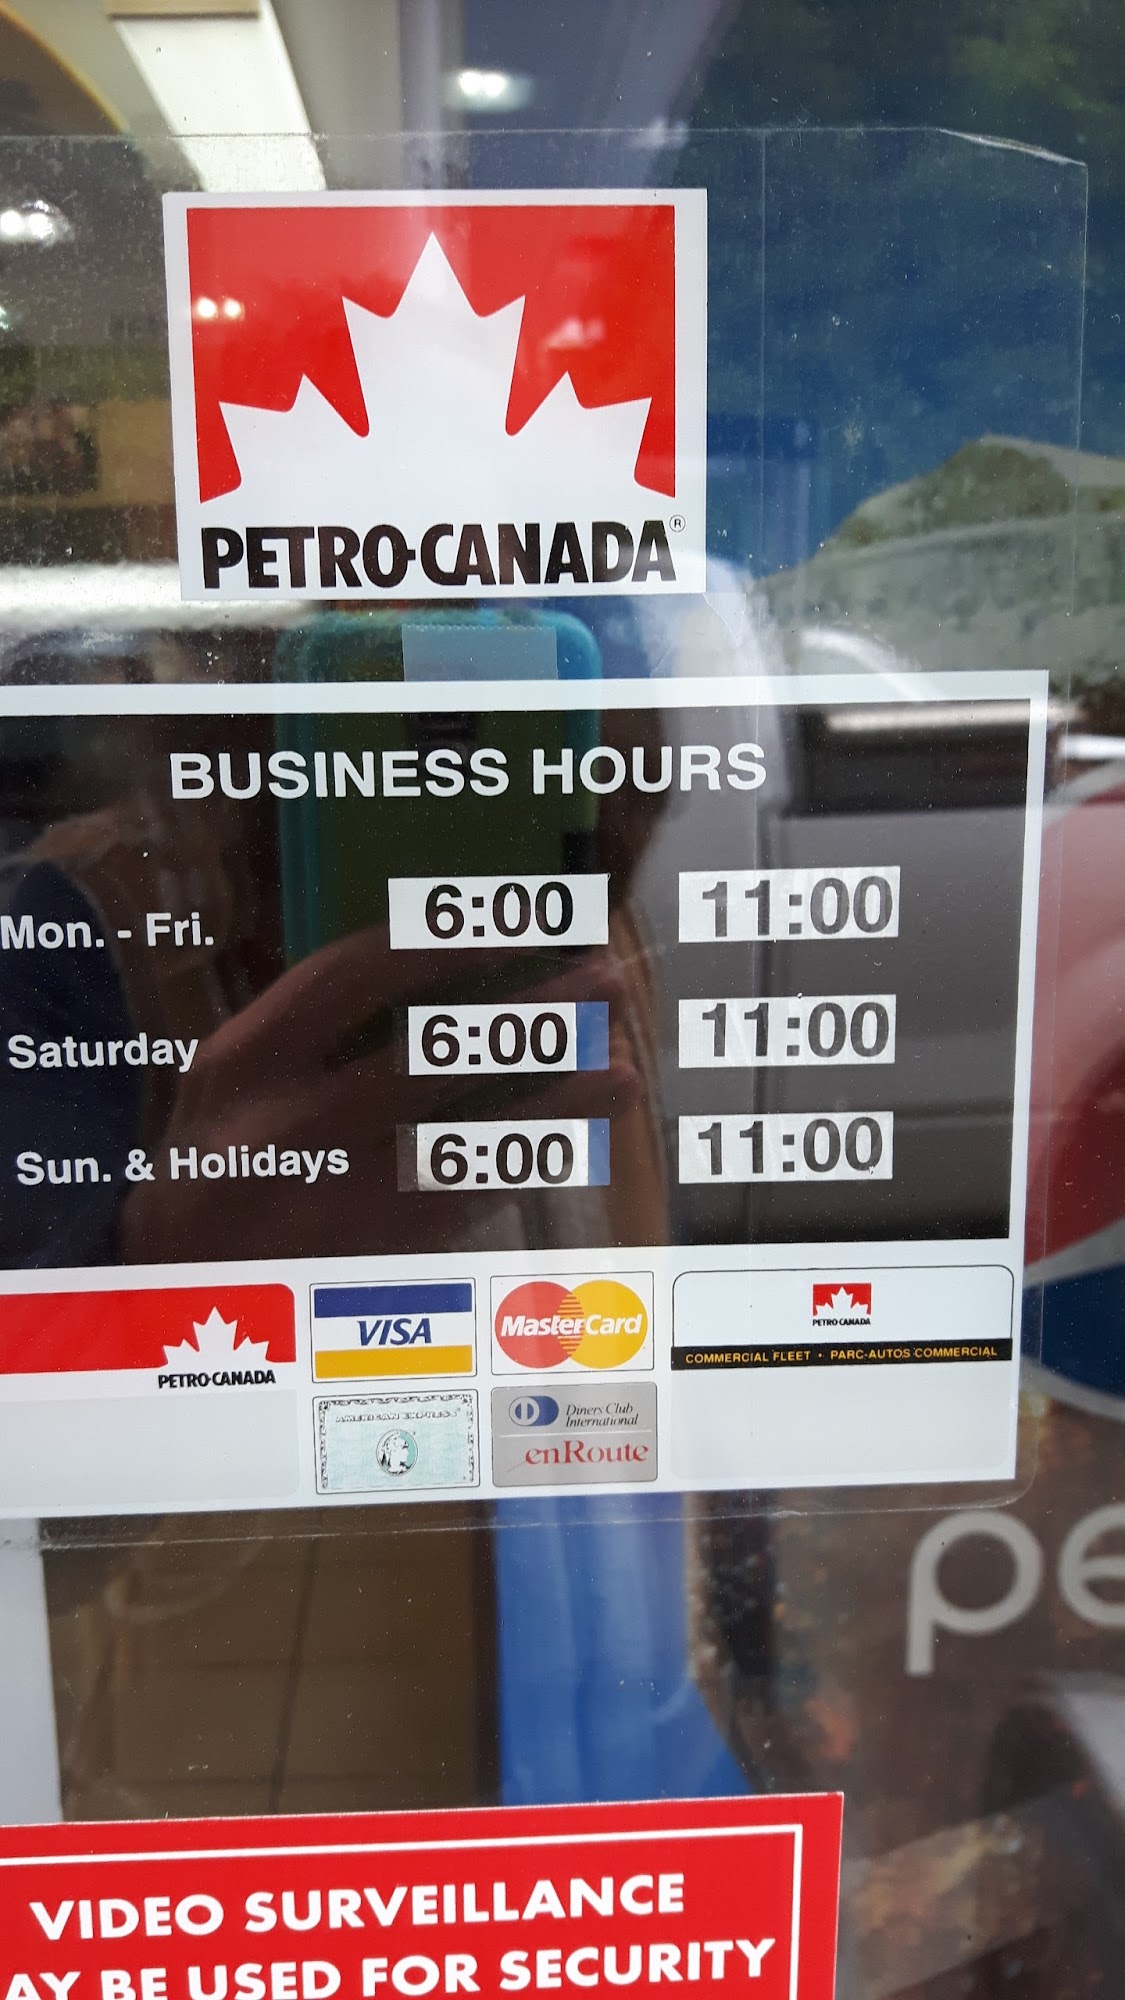 PETRO-CANADA®
BUSINESS HOURS
Mon. - Fri. 6:00 11:00
Saturday 6:00 11:00
Sun. & Holidays 6:00 11:00
PETRO-CANADA
VISA
MasterCard
PETRO-CANADA
COMMERCIAL FLEET • PARC-AUTOS COMMERCIAL
AMERICAN EXPRESS
Diners Club
International
enRoute
pe
VIDEO SURVEILLANCE
AY BE USED FOR SECURITY